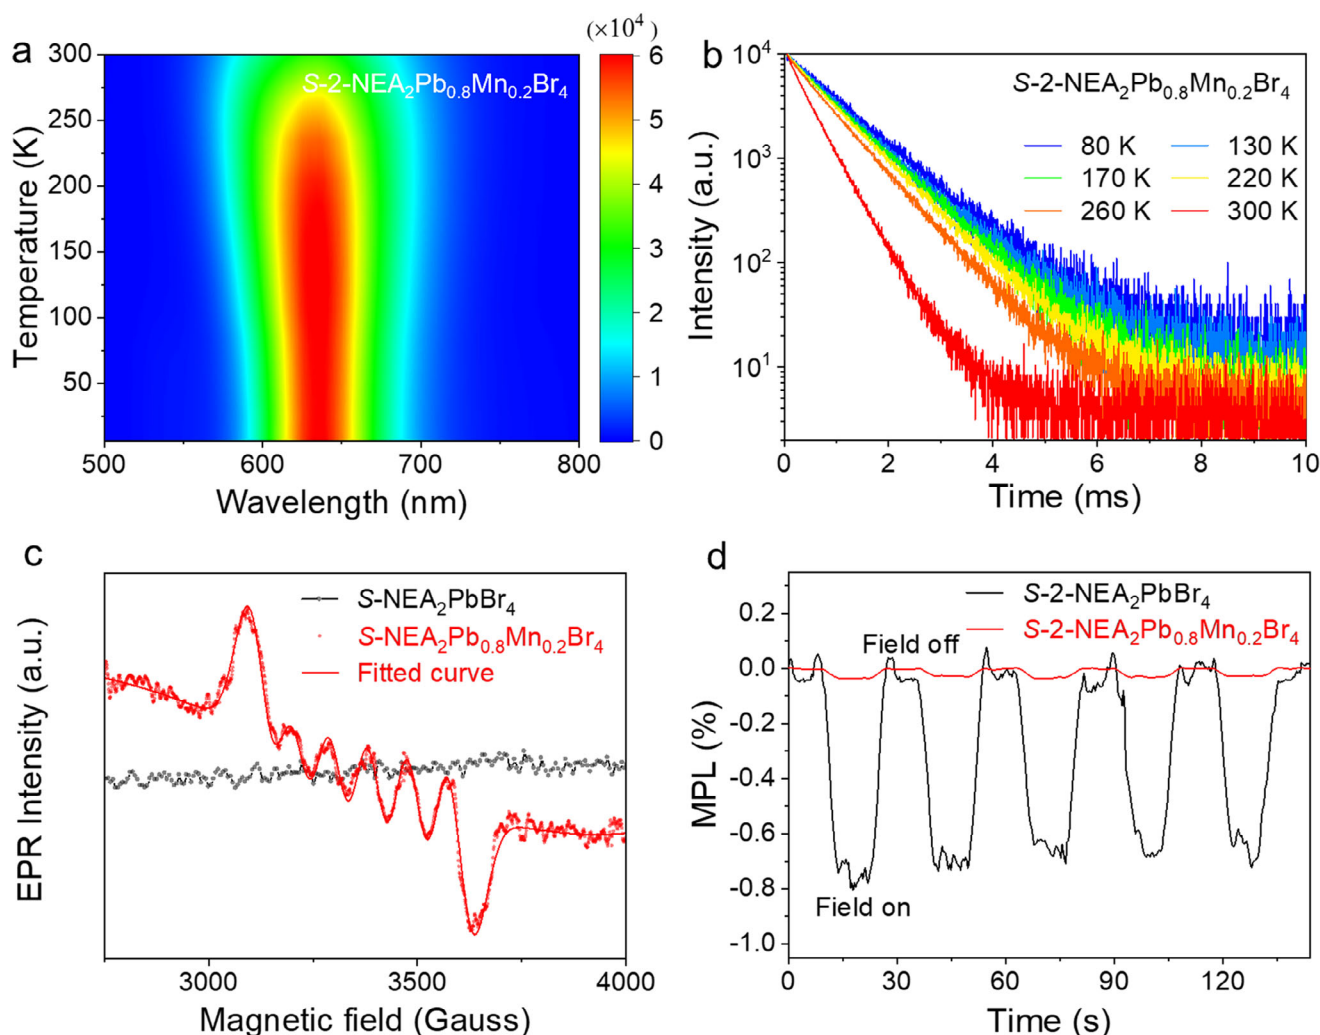 a
(×10⁴)
S-2-NEA₂Pb₀.₈Mn₀.₂Br₄
300
250
200
150
100
50
Temperature (K)
6
5
4
3
2
1
0
500
600
700
800
Wavelength (nm)
b
S-2-NEA₂Pb₀.₈Mn₀.₂Br₄
80 K
130 K
170 K
220 K
260 K
300 K
10⁴
10³
10²
10¹
Intensity (a.u.)
0
2
4
6
8
10
Time (ms)
c
S-NEA₂PbBr₄
S-NEA₂Pb₀.₈Mn₀.₂Br₄
Fitted curve
EPR Intensity (a.u.)
3000
3500
4000
Magnetic field (Gauss)
d
S-2-NEA₂PbBr₄
S-2-NEA₂Pb₀.₈Mn₀.₂Br₄
Field off
Field on
0.2
0.0
-0.2
-0.4
-0.6
-0.8
-1.0
MPL (%)
0
30
60
90
120
Time (s)